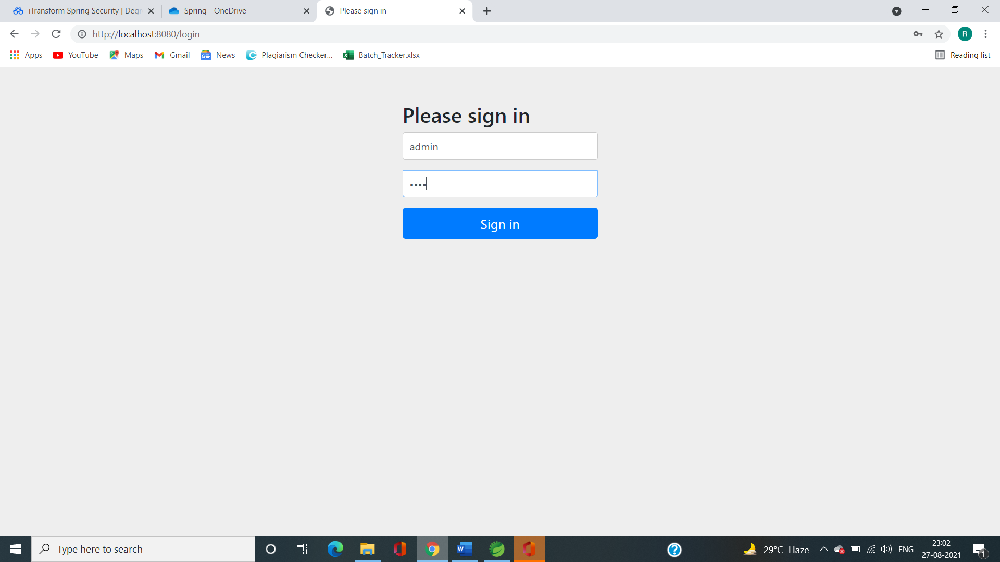 iTransform Spring Security | Degr
Spring - OneDrive
Please sign in
http://localhost:8080/login
R
Apps
YouTube
Maps
Gmail
News
Plagiarism Checker...
Batch_Tracker.xlsx
Reading list
Please sign in
admin
••••
Sign in
Type here to search
29°C Haze
ENG
23:02
27-08-2021
1